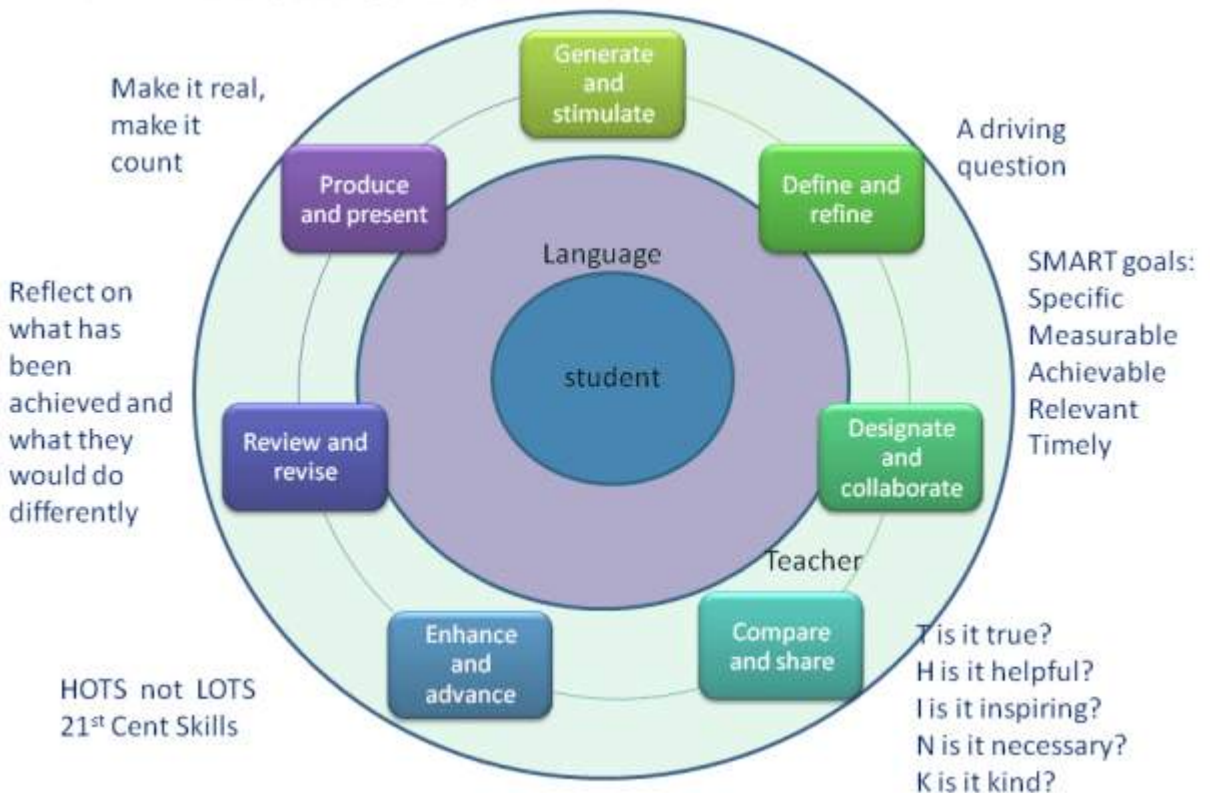 Generate
and
stimulate
Make it real,
make it
count
A driving
question
Produce
and present
Define and
refine
Language
student
SMART goals:
Specific
Measurable
Achievable
Relevant
Timely
Reflect on
what has
been
achieved and
what they
would do
differently
Review and
revise
Designate
and
collaborate
Teacher
Enhance
and
advance
Compare
and share
T is it true?
H is it helpful?
I is it inspiring?
N is it necessary?
K is it kind?
HOTS not LOTS
21st Cent Skills